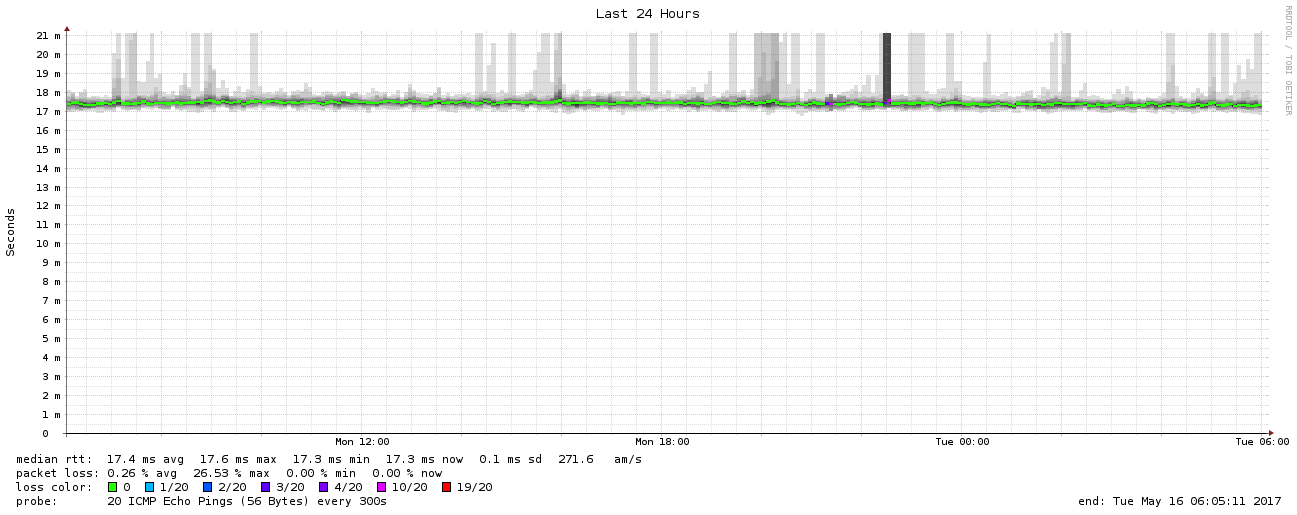 Last 24 Hours
RRDTOOL / TOBI OETIKER
Seconds
21 m
20 m
19 m
18 m
17 m
16 m
15 m
14 m
13 m
12 m
11 m
10 m
9 m
8 m
7 m
6 m
5 m
4 m
3 m
2 m
1 m
0
Mon 12:00 Mon 18:00 Tue 00:00 Tue 06:00
median rtt: 17.4 ms avg 17.6 ms max 17.3 ms min 17.3 ms now 0.1 ms sd 271.6 am/s
packet loss: 0.26 % avg 26.53 % max 0.00 % min 0.00 % now
loss color: 0 1/20 2/20 3/20 4/20 10/20 19/20
probe: 20 ICMP Echo Pings (56 Bytes) every 300s end: Tue May 16 06:05:11 2017